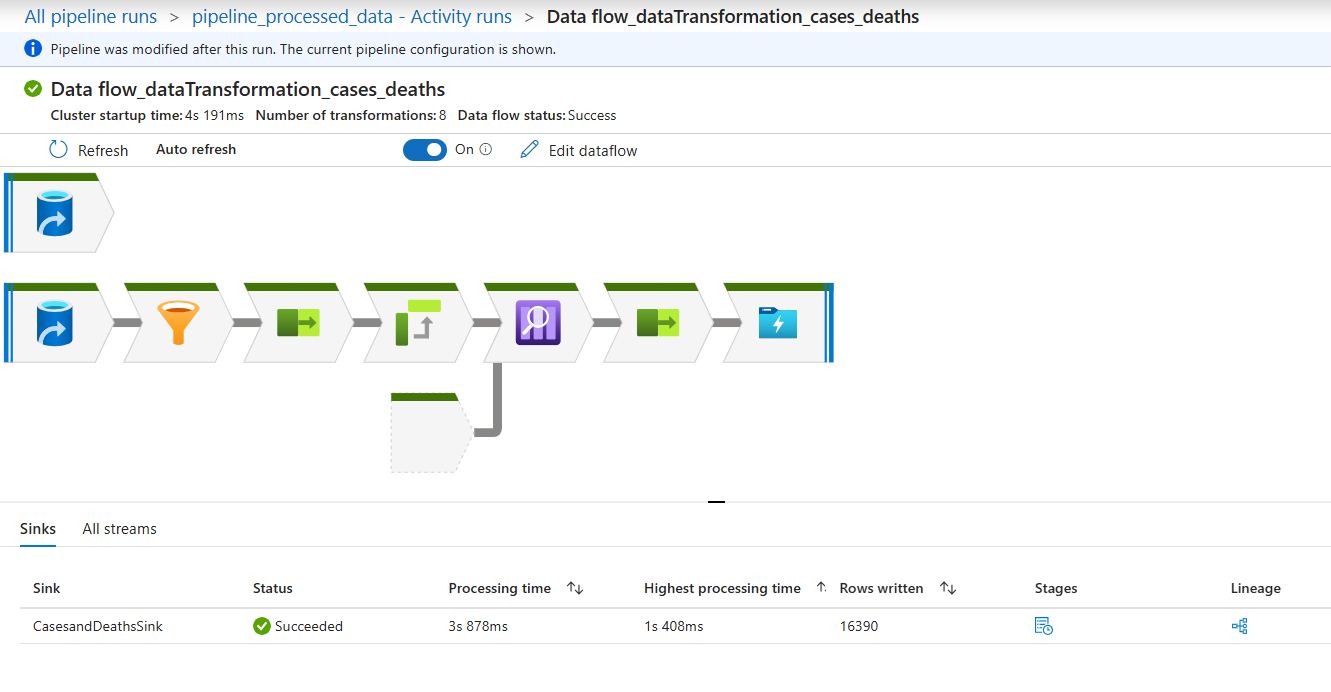 All pipeline runs > pipeline_processed_data - Activity runs > Data flow_dataTransformation_cases_deaths
Pipeline was modified after this run. The current pipeline configuration is shown.
Data flow_dataTransformation_cases_deaths
Cluster startup time: 4s 191ms Number of transformations: 8 Data flow status: Success
Refresh Auto refresh On Edit dataflow
Sinks All streams
Sink Status Processing time Highest processing time Rows written Stages Lineage
CasesandDeathsSink Succeeded 3s 878ms 1s 408ms 16390